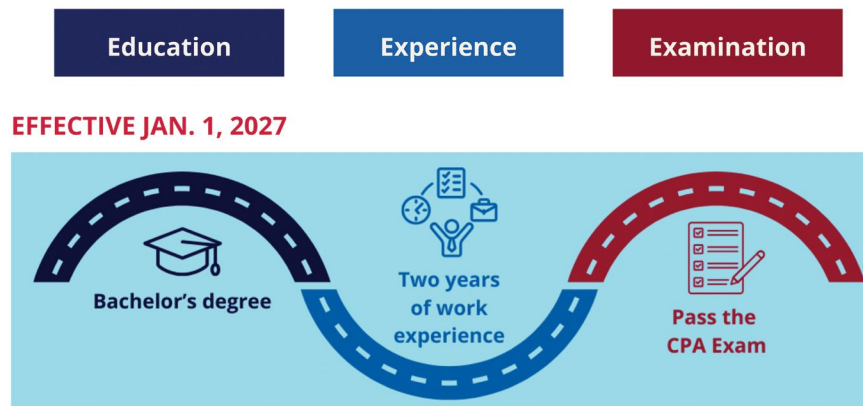 Education
Experience
Examination
EFFECTIVE JAN. 1, 2027
Bachelor’s degree
Two years
of work
experience
Pass the
CPA Exam